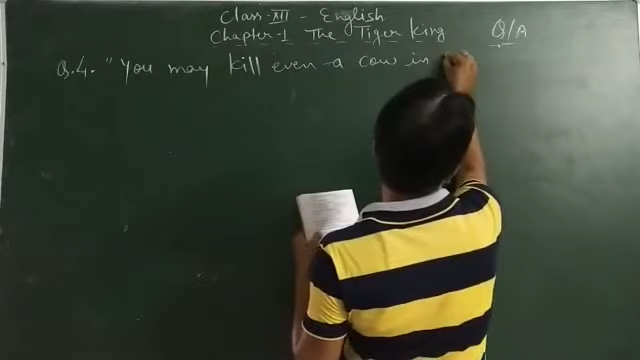 Class-XII - English
Chapter-1 The Tiger King Q/A
Q.4. "You may kill even a cow in